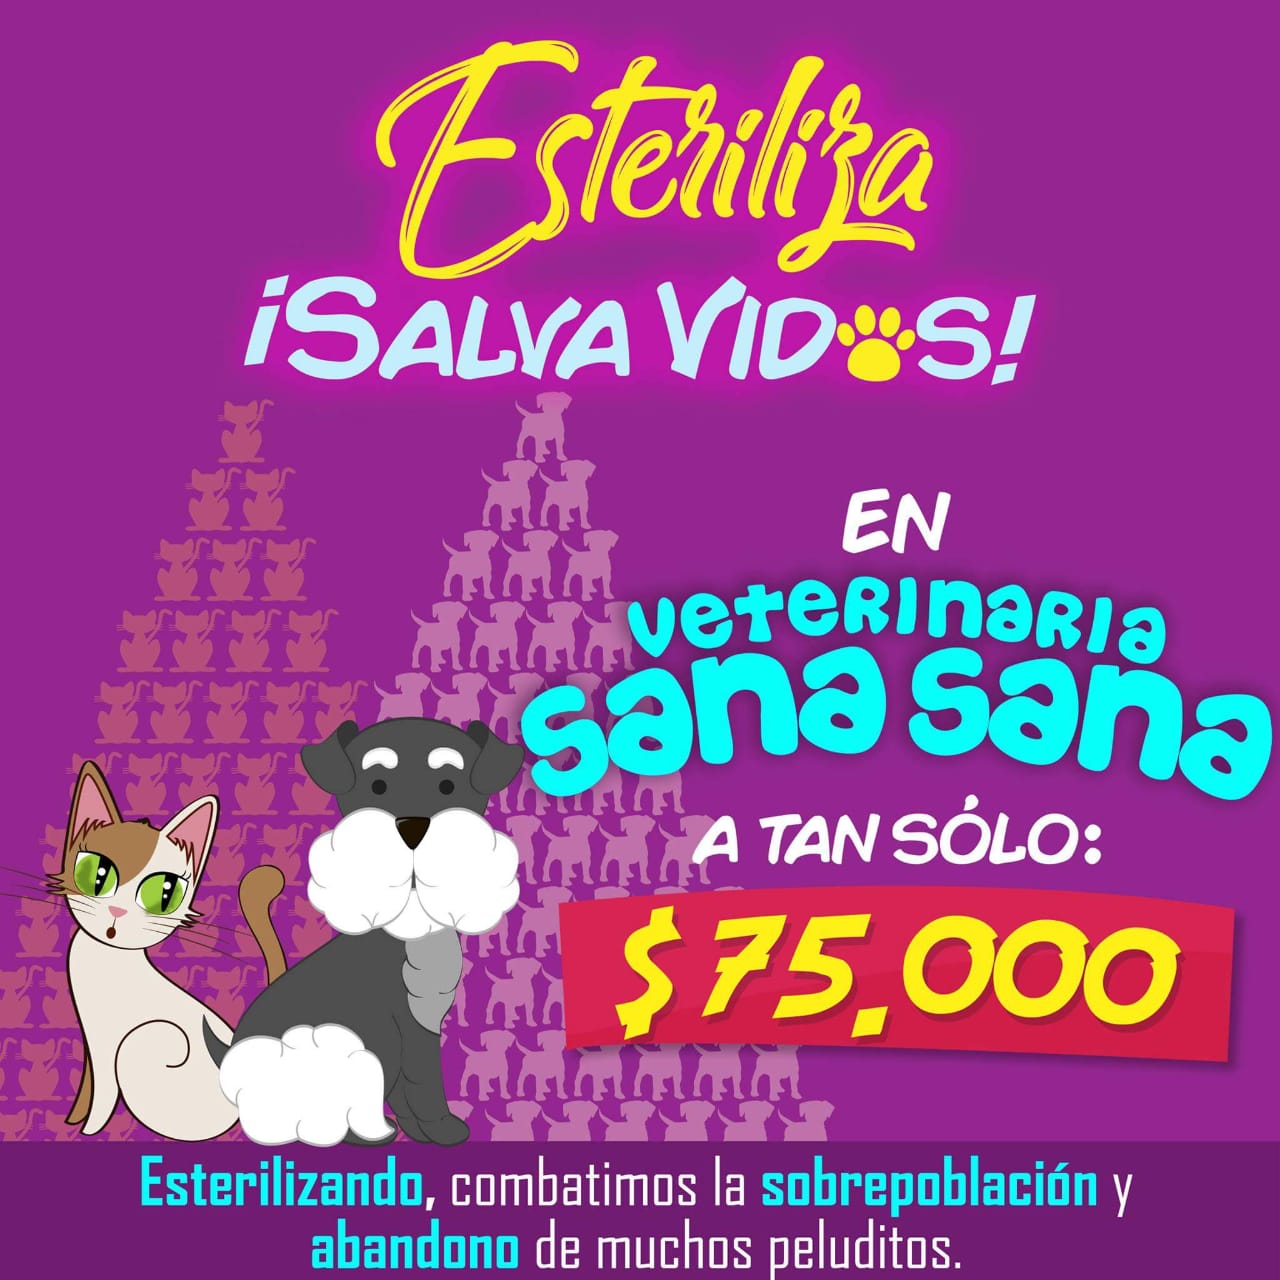 Esteriliza
¡SALVA VIDAS!
EN
veterinaria
sana sana
A TAN SÓLO:
$75.000
Esterilizando, combatimos la sobrepoblación y
abandono de muchos peluditos.